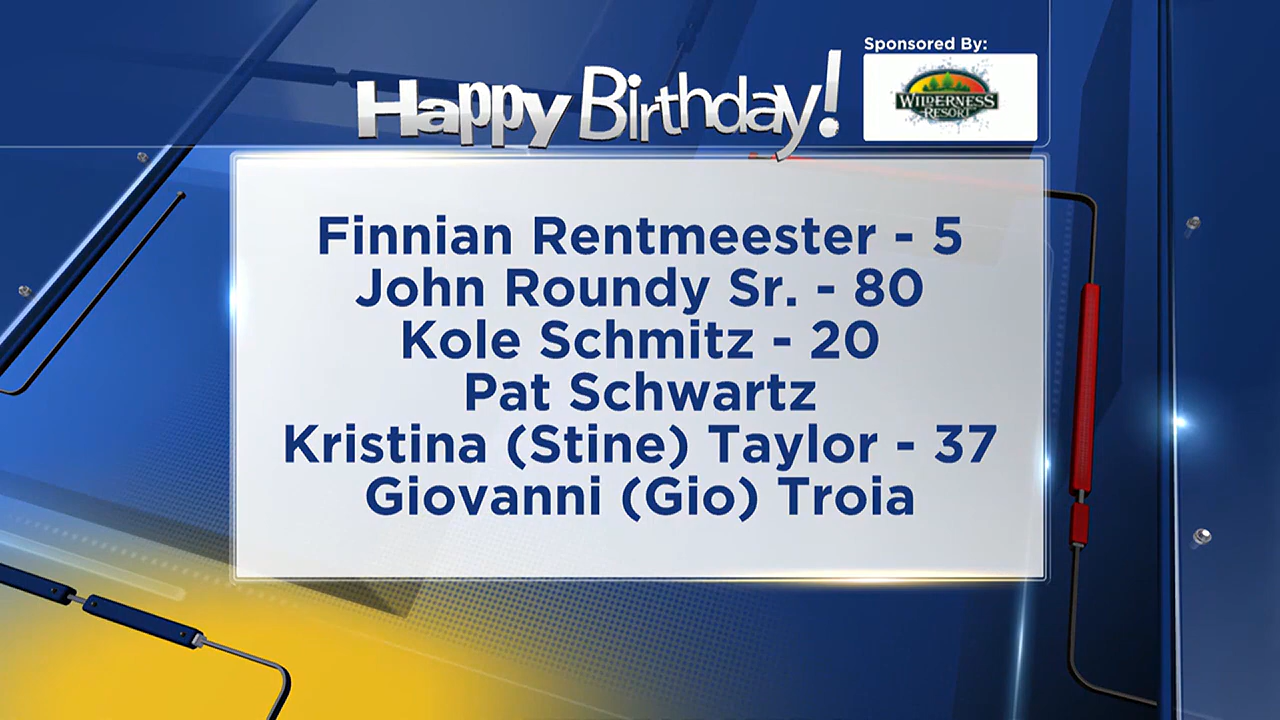 Happy Birthday!
Sponsored By:
WILDERNESS
RESORT
Finnian Rentmeester - 5
John Roundy Sr. - 80
Kole Schmitz - 20
Pat Schwartz
Kristina (Stine) Taylor - 37
Giovanni (Gio) Troia